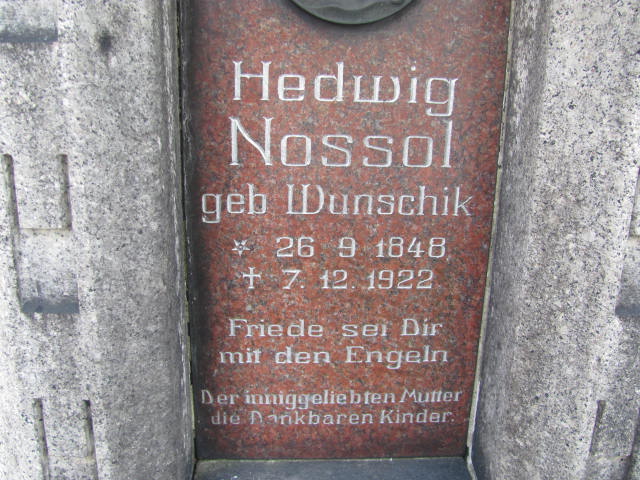 Hedwig
Nossol
geb Wunschik
☆ 26 9 1848
† 7. 12. 1922
Friede sei Dir
mit den Engeln
Der inniggeliebten Mutter
die Dankbaren Kinder.